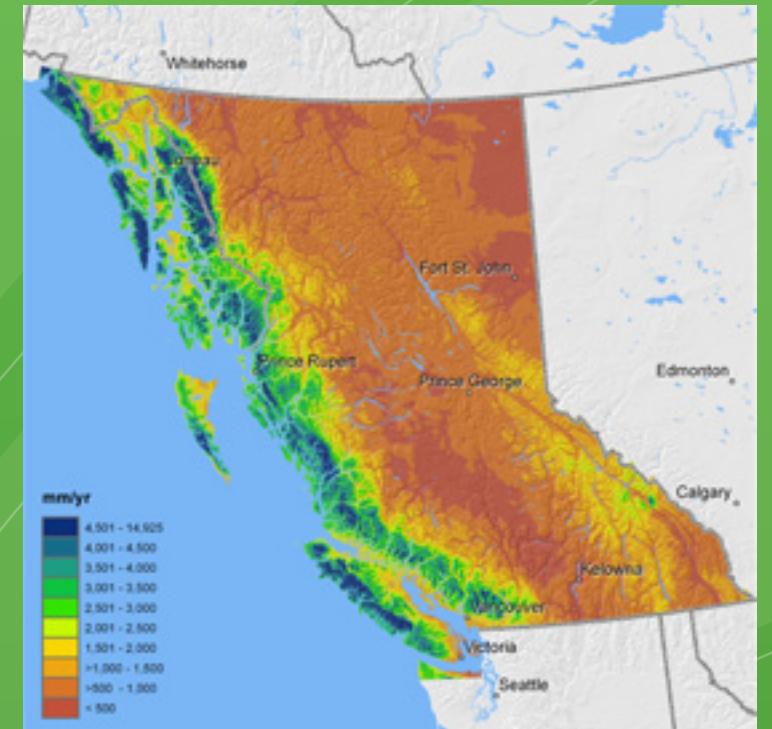 Whitehorse
Juneau
Fort St. John
Prince Rupert
Prince George
Edmonton
Calgary
Kelowna
Vancouver
Victoria
Seattle
mm/yr
4,501 - 14,925
4,001 - 4,500
3,501 - 4,000
3,001 - 3,500
2,501 - 3,000
2,001 - 2,500
1,501 - 2,000
>1,000 - 1,500
>500 - 1,000
< 500